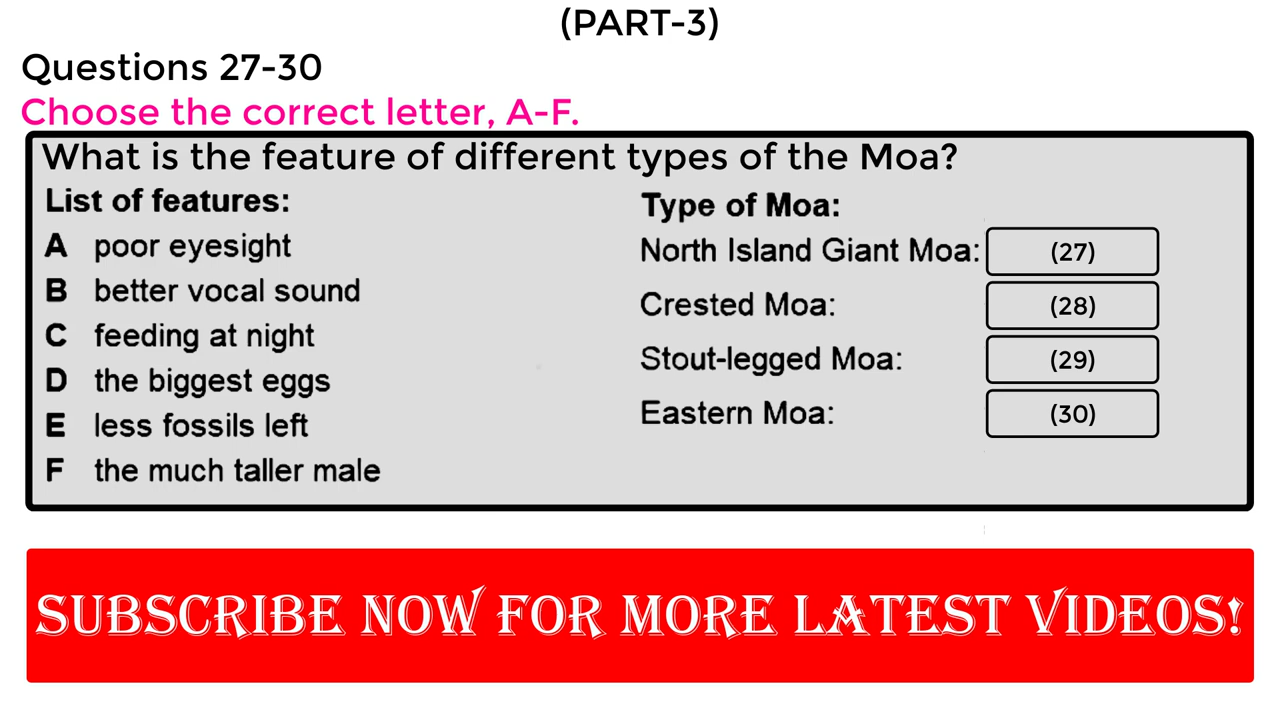 (PART-3)
Questions 27-30
Choose the correct letter, A-F.
What is the feature of different types of the Moa?
List of features:
A poor eyesight
B better vocal sound
C feeding at night
D the biggest eggs
E less fossils left
F the much taller male
Type of Moa:
North Island Giant Moa: (27)
Crested Moa: (28)
Stout-legged Moa: (29)
Eastern Moa: (30)
SUBSCRIBE NOW FOR MORE LATEST VIDEOS!